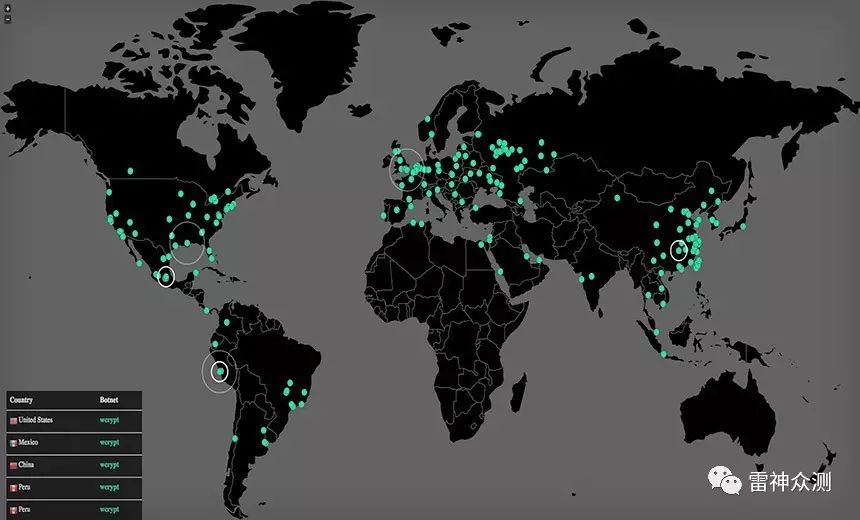 +
-
Country Botnet
United States wcrypt
Mexico wcrypt
China wcrypt
Peru wcrypt
Peru wcrypt
雷神众测